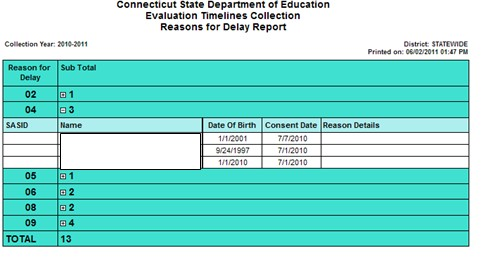 Connecticut State Department of Education
Evaluation Timelines Collection
Reasons for Delay Report
Collection Year: 2010-2011 District: STATEWIDE
Printed on: 06/02/2011 01:47 PM
Reason for Delay Sub Total
02 1
04 3
SASID Name Date Of Birth Consent Date Reason Details
1/1/2001 7/7/2010
9/24/1997 7/1/2010
1/1/2010 7/1/2010
05 1
06 2
08 2
09 4
TOTAL 13